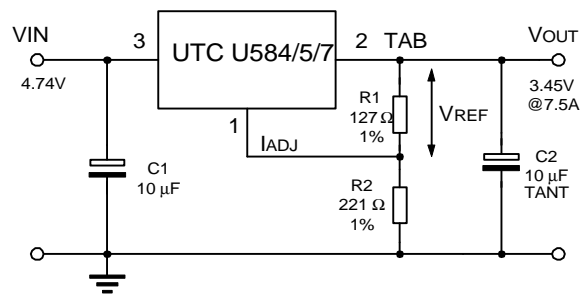 VIN
4.74V
3
UTC U584/5/7
2
TAB
VOUT
3.45V
@7.5A
1
IADJ
R1
127 Ω
1%
VREF
C1
10 μF
R2
221 Ω
1%
C2
10 μF
TANT